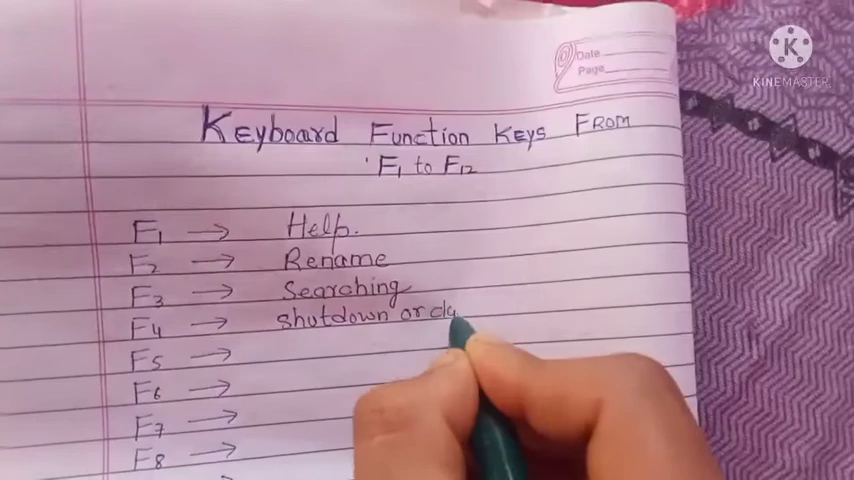 K
KINEMASTER
Date
Page
Keyboard Function Keys From
F1 to F12
F1 → Help.
F2 → Rename
F3 → Searching
F4 → shutdown or
F5 →
F6 →
F7 →
F8 →